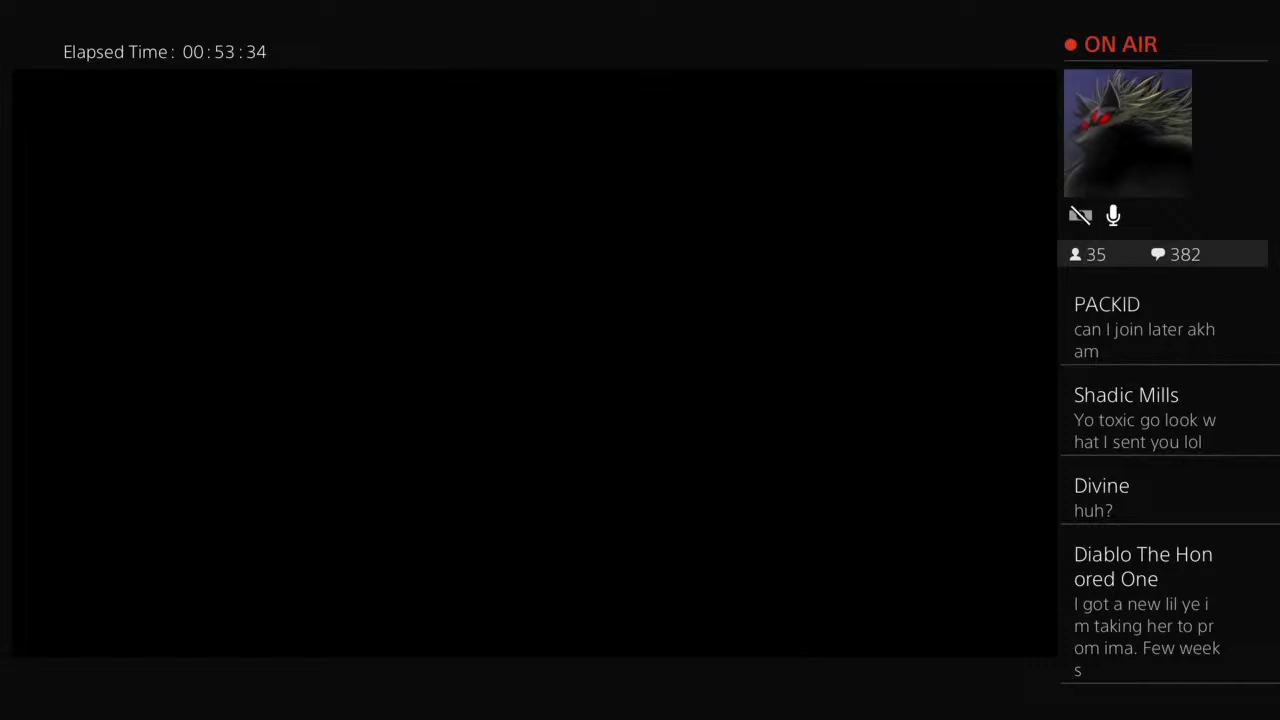 Elapsed Time: 00:53:34
ON AIR
35 382
PACKID
can I join later akh
am
Shadic Mills
Yo toxic go look w
hat I sent you lol
Divine
huh?
Diablo The Hon
ored One
I got a new lil ye i
m taking her to pr
om ima. Few week
s